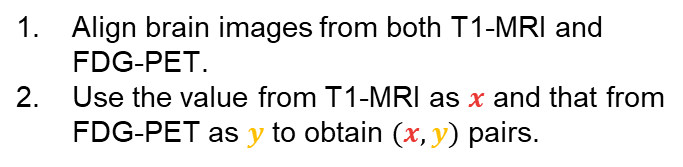 1. Align brain images from both T1-MRI and
FDG-PET.
2. Use the value from T1-MRI as x and that from
FDG-PET as y to obtain (x, y) pairs.